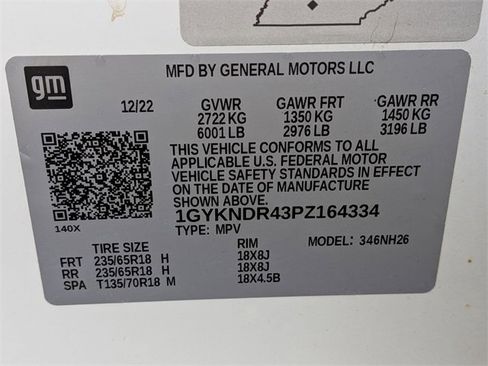 gm
MFD BY GENERAL MOTORS LLC
12/22 GVWR GAWR FRT GAWR RR
2722 KG 1350 KG 1450 KG
6001 LB 2976 LB 3196 LB
THIS VEHICLE CONFORMS TO ALL
APPLICABLE U.S. FEDERAL MOTOR
VEHICLE SAFETY STANDARDS IN EFFECT
ON THE DATE OF MANUFACTURE
SHOWN ABOVE.
1GYKNDR43PZ164334
140X TYPE: MPV MODEL: 346NH26
TIRE SIZE RIM
FRT 235/65R18 H 18X8J
RR 235/65R18 H 18X8J
SPA T135/70R18 M 18X4.5B